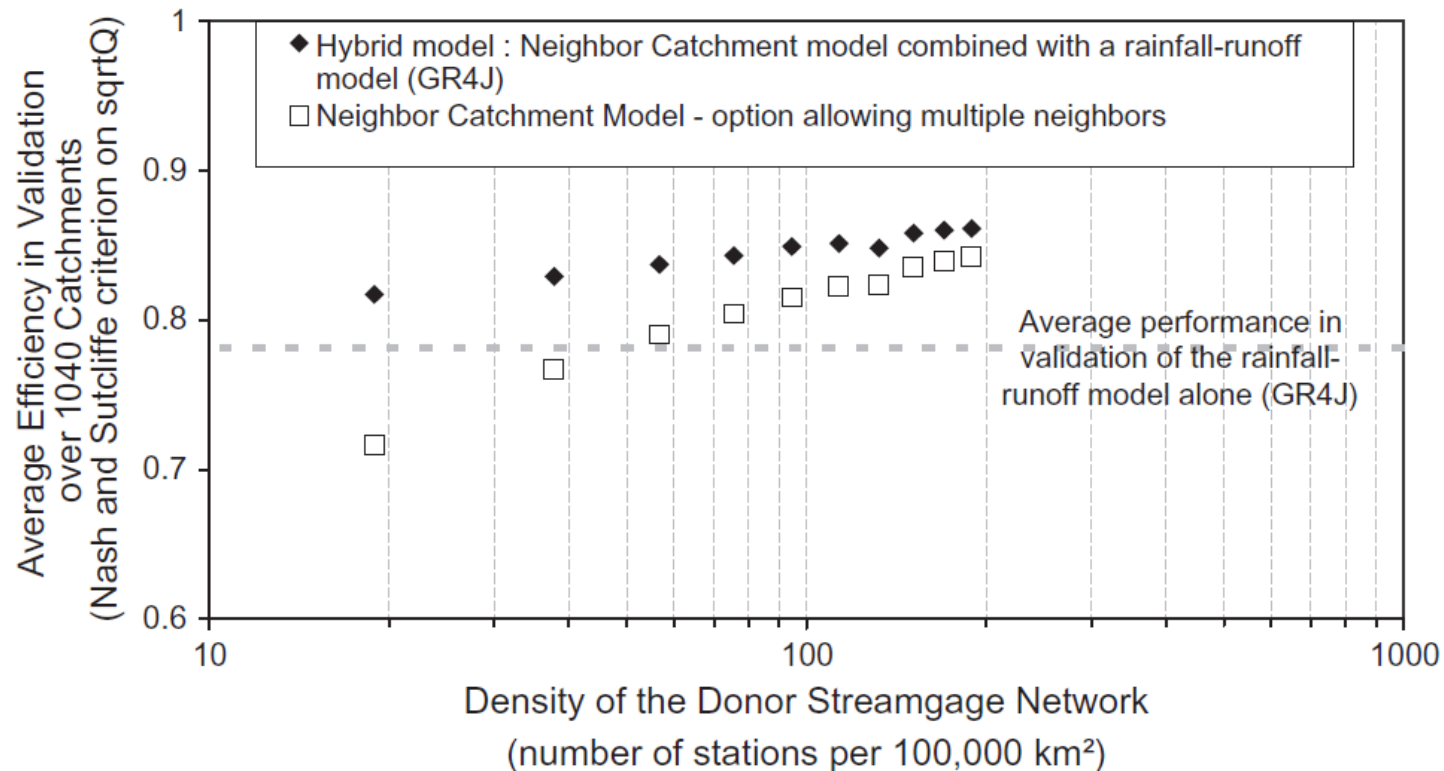 Average Efficiency in Validation
over 1040 Catchments
(Nash and Sutcliffe criterion on sqrtQ)
1
0.9
0.8
0.7
0.6
◆ Hybrid model : Neighbor Catchment model combined with a rainfall-runoff
model (GR4J)
□ Neighbor Catchment Model - option allowing multiple neighbors
Average performance in
validation of the rainfall-
runoff model alone (GR4J)
10 100 1000
Density of the Donor Streamgage Network
(number of stations per 100,000 km²)